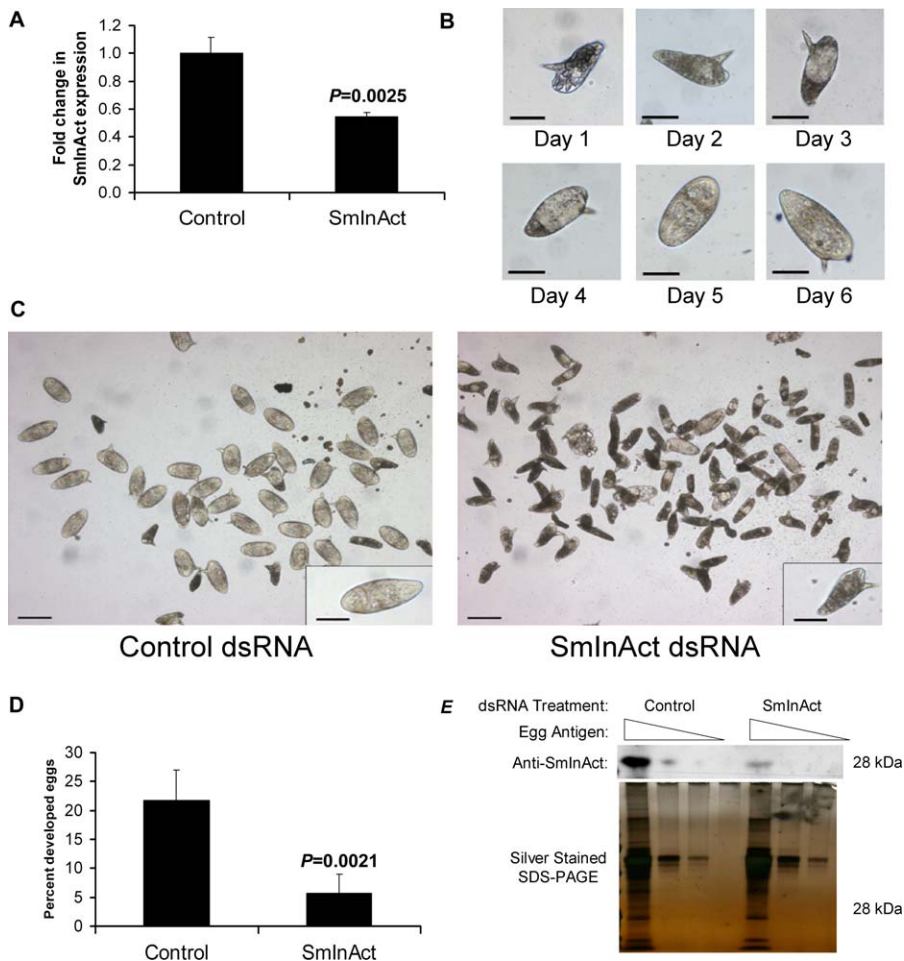 A
Fold change in
SmInAct expression
1.2
1.0
0.8
0.6
0.4
0.2
0.0
P=0.0025
Control
SmInAct
B
Day 1
Day 2
Day 3
Day 4
Day 5
Day 6
C
Control dsRNA
SmInAct dsRNA
D
Percent developed eggs
30
25
20
15
10
5
0
P=0.0021
Control
SmInAct
E
dsRNA Treatment: Control SmInAct
Egg Antigen:
Anti-SmInAct: 28 kDa
Silver Stained
SDS-PAGE
28 kDa